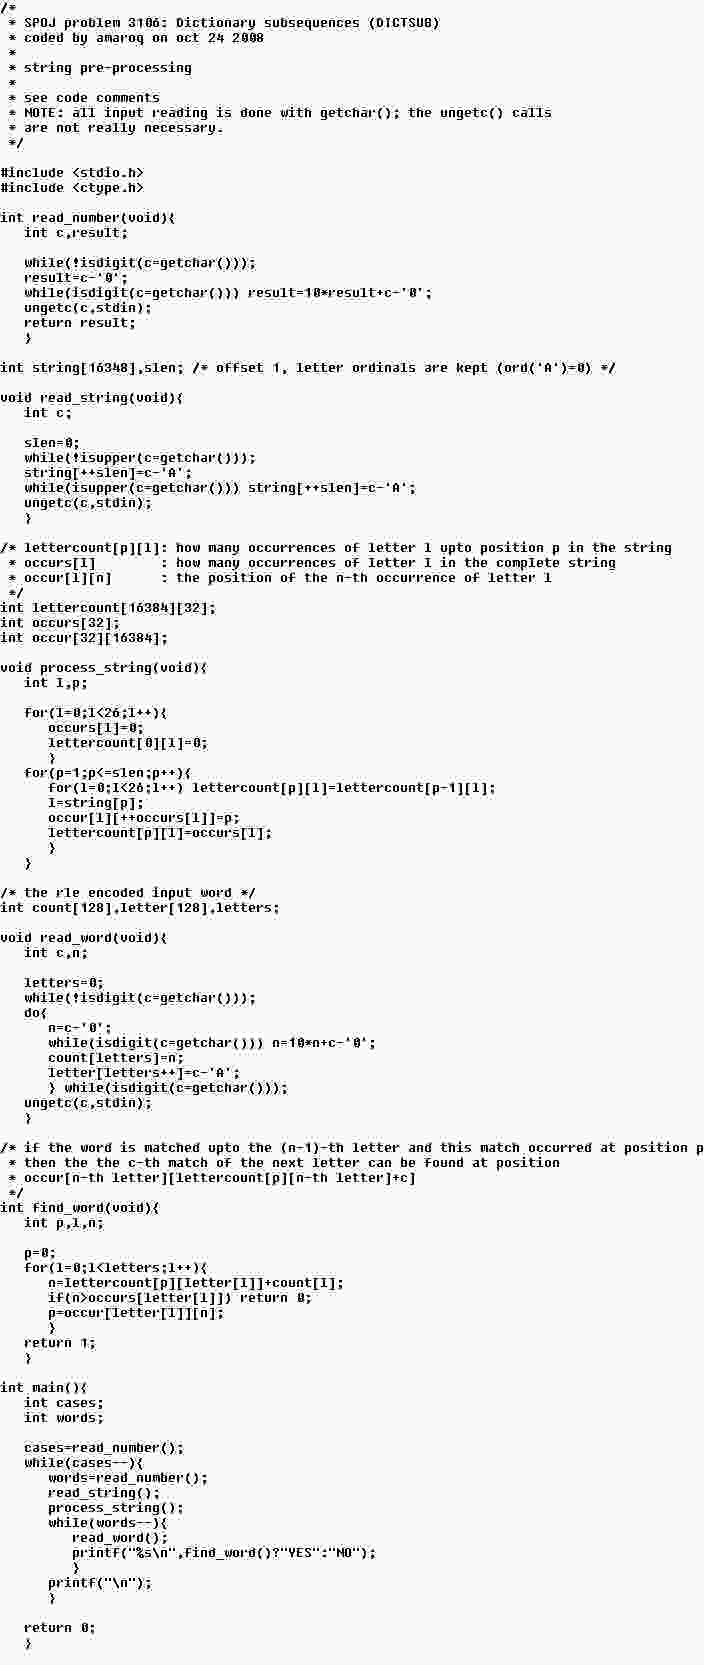 /*
 * SPOJ problem 3106: Dictionary subsequences (DICTSUB)
 * coded by amaroq on oct 24 2008
 *
 * string pre-processing
 *
 * see code comments
 * NOTE: all input reading is done with getchar(); the ungetc() calls
 * are not really necessary.
 */

#include <stdio.h>
#include <ctype.h>

int read_number(void){
   int c,result;

   while(!isdigit(c=getchar()));
   result=c-'0';
   while(isdigit(c=getchar())) result=10*result+c-'0';
   ungetc(c,stdin);
   return result;
   }

int string[16348],slen; /* offset 1, letter ordinals are kept (ord('A')=0) */

void read_string(void){
   int c;

   slen=0;
   while(!isupper(c=getchar()));
   string[++slen]=c-'A';
   while(isupper(c=getchar())) string[++slen]=c-'A';
   ungetc(c,stdin);
   }

/* lettercount[p][l]: how many occurrences of letter l upto position p in the string
 * occurs[l]        : how many occurrences of letter l in the complete string
 * occur[l][n]      : the position of the n-th occurrence of letter l
 */
int lettercount[16384][32];
int occurs[32];
int occur[32][16384];

void process_string(void){
   int l,p;

   for(l=0;l<26;l++){
      occurs[l]=0;
      lettercount[0][l]=0;
      }
   for(p=1;p<=slen;p++){
      for(l=0;l<26;l++) lettercount[p][l]=lettercount[p-1][l];
      l=string[p];
      occur[l][++occurs[l]]=p;
      lettercount[p][l]=occurs[l];
      }
   }

/* the rle encoded input word */
int count[128],letter[128],letters;

void read_word(void){
   int c,n;

   letters=0;
   while(!isdigit(c=getchar()));
   do{
      n=c-'0';
      while(isdigit(c=getchar())) n=10*n+c-'0';
      count[letters]=n;
      letter[letters++]=c-'A';
      } while(isdigit(c=getchar()));
   ungetc(c,stdin);
   }

/* if the word is matched upto the (n-1)-th letter and this match occurred at position p
 * then the the c-th match of the next letter can be found at position
 * occur[n-th letter][lettercount[p][n-th letter]+c]
 */
int find_word(void){
   int p,l,n;

   p=0;
   for(l=0;l<letters;l++){
      n=lettercount[p][letter[l]]+count[l];
      if(n>occurs[letter[l]]) return 0;
      p=occur[letter[l]][n];
      }
   return 1;
   }

int main(){
   int cases;
   int words;

   cases=read_number();
   while(cases--){
      words=read_number();
      read_string();
      process_string();
      while(words--){
         read_word();
         printf("%s\n",find_word()?"YES":"NO");
         }
      printf("\n");
      }

   return 0;
   }